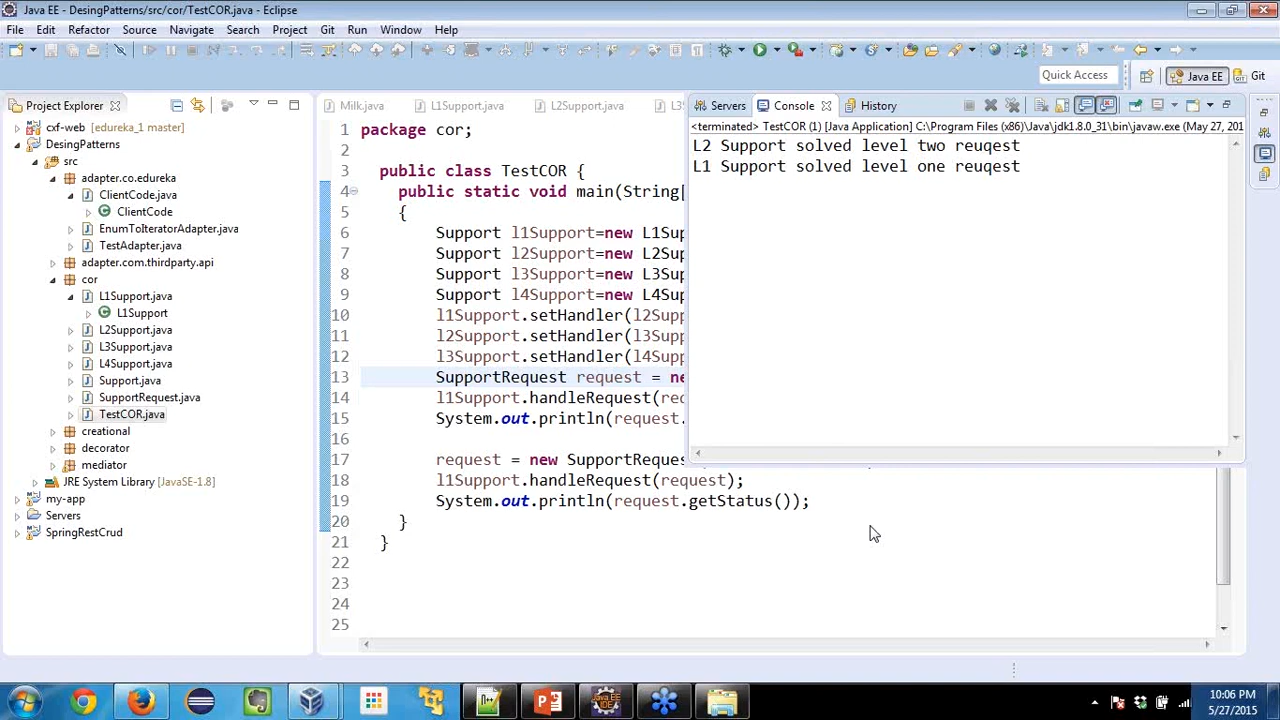 Java EE - DesingPatterns/src/cor/TestCOR.java - Eclipse
File Edit Refactor Source Navigate Search Project Git Run Window Help
Quick Access
Java EE
Git
Project Explorer
cxf-web [edureka_1 master]
DesingPatterns
src
adapter.co.edureka
ClientCode.java
ClientCode
EnumToIteratorAdapter.java
TestAdapter.java
adapter.com.thirdparty.api
cor
L1Support.java
L1Support
L2Support.java
L3Support.java
L4Support.java
Support.java
SupportRequest.java
TestCOR.java
creational
decorator
mediator
JRE System Library [JavaSE-1.8]
my-app
Servers
SpringRestCrud
Milk.java L1Support.java L2Support.java
1 package cor;
2
3 public class TestCOR {
4 public static void main(String[
5 {
6 Support l1Support=new L1Sup
7 Support l2Support=new L2Sup
8 Support l3Support=new L3Sup
9 Support l4Support=new L4Sup
10 l1Support.setHandler(l2Supp
11 l2Support.setHandler(l3Supp
12 l3Support.setHandler(l4Supp
13 SupportRequest request = ne
14 l1Support.handleRequest(req
15 System.out.println(request.
16
17 request = new SupportReques
18 l1Support.handleRequest(request);
19 System.out.println(request.getStatus());
20 }
21 }
22
23
24
25
Servers Console History
<terminated> TestCOR (1) [Java Application] C:\Program Files (x86)\Java\jdk1.8.0_31\bin\javaw.exe (May 27, 201
L2 Support solved level two reuqest
L1 Support solved level one reuqest
10:06 PM
5/27/2015